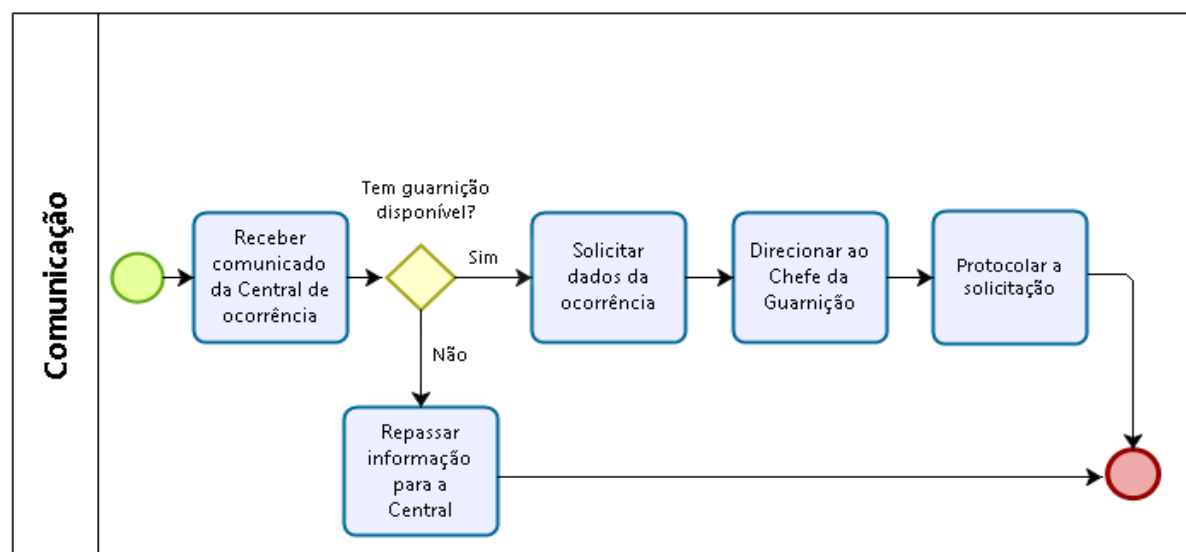 Comunicação
Receber
comunicado
da Central de
ocorrência
Tem guarnição
disponível?
Sim
Solicitar
dados da
ocorrência
Direcionar ao
Chefe da
Guarnição
Protocolar a
solicitação
Não
Repassar
informação
para a
Central